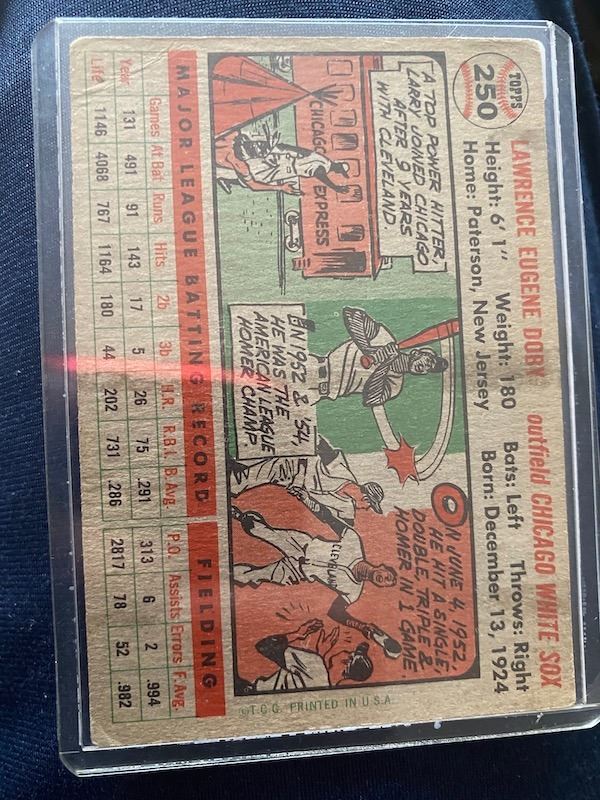 TOPPS
250
LAWRENCE EUGENE DOBY outfield CHICAGO WHITE SOX
Height: 6' 1" Weight: 180 Bats: Left Throws: Right
Home: Paterson, New Jersey Born: December 13, 1924
A TOP POWER HITTER,
LARRY JOINED CHICAGO
AFTER 9 YEARS
WITH CLEVELAND.
CHICAGO EXPRESS
IN 1952 & '54,
HE WAS THE
AMERICAN LEAGUE
HOMER CHAMP.
ON JUNE 4, 1952,
HE HIT A SINGLE,
DOUBLE, TRIPLE &
HOMER IN 1 GAME.
CLEVELAND
©T.C.G. PRINTED IN U.S.A.
MAJOR LEAGUE BATTING RECORD FIELDING
Games At Bat Runs Hits 2b 3b H.R. R.B.I. B.Avg. P.O. Assists Errors F.Avg.
Year 131 491 91 143 17 5 26 75 .291 313 6 2 .994
Life 1146 4068 767 1164 180 44 202 731 .286 2817 78 52 .982